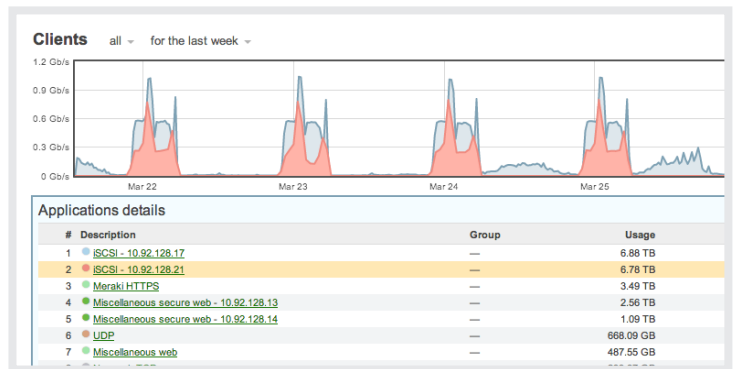 Clients all for the last week
1.2 Gb/s
0.9 Gb/s
0.6 Gb/s
0.3 Gb/s
0 Gb/s
Mar 22 Mar 23 Mar 24 Mar 25
Applications details
# Description Group Usage
1 iSCSI - 10.92.128.17 — 6.88 TB
2 iSCSI - 10.92.128.21 — 6.78 TB
3 Meraki HTTPS — 3.49 TB
4 Miscellaneous secure web - 10.92.128.13 — 2.56 TB
5 Miscellaneous secure web - 10.92.128.14 — 1.09 TB
6 UDP — 668.09 GB
7 Miscellaneous web — 487.55 GB